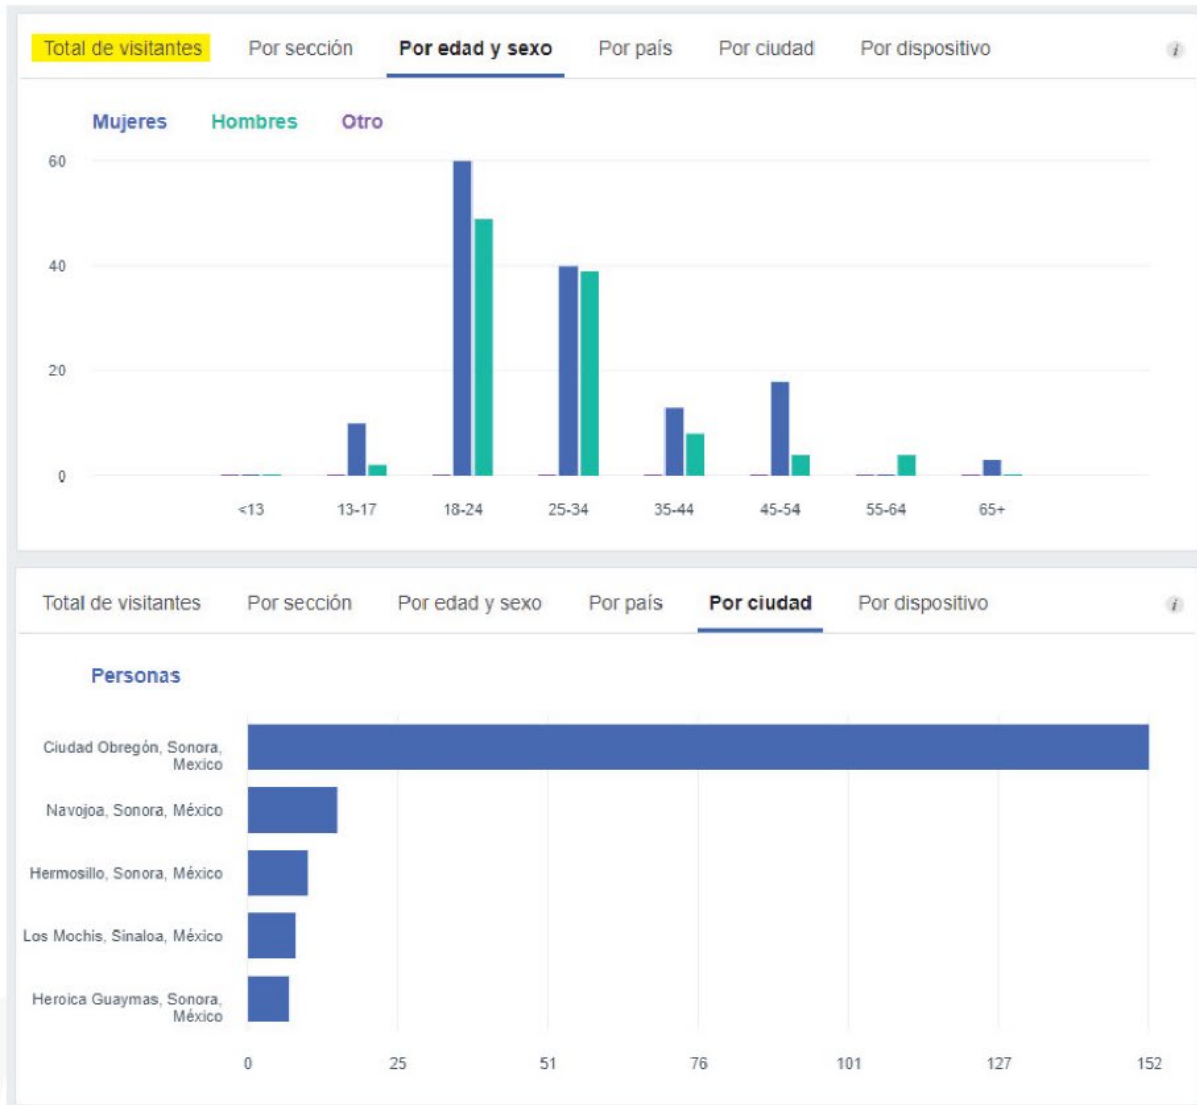 Total de visitantes Por sección Por edad y sexo Por país Por ciudad Por dispositivo i
Mujeres Hombres Otro
60
40
20
0
<13 13-17 18-24 25-34 35-44 45-54 55-64 65+
Total de visitantes Por sección Por edad y sexo Por país Por ciudad Por dispositivo i
Personas
Ciudad Obregón, Sonora,
Mexico
Navojoa, Sonora, México
Hermosillo, Sonora, México
Los Mochis, Sinaloa, México
Heroica Guaymas, Sonora,
México
0 25 51 76 101 127 152